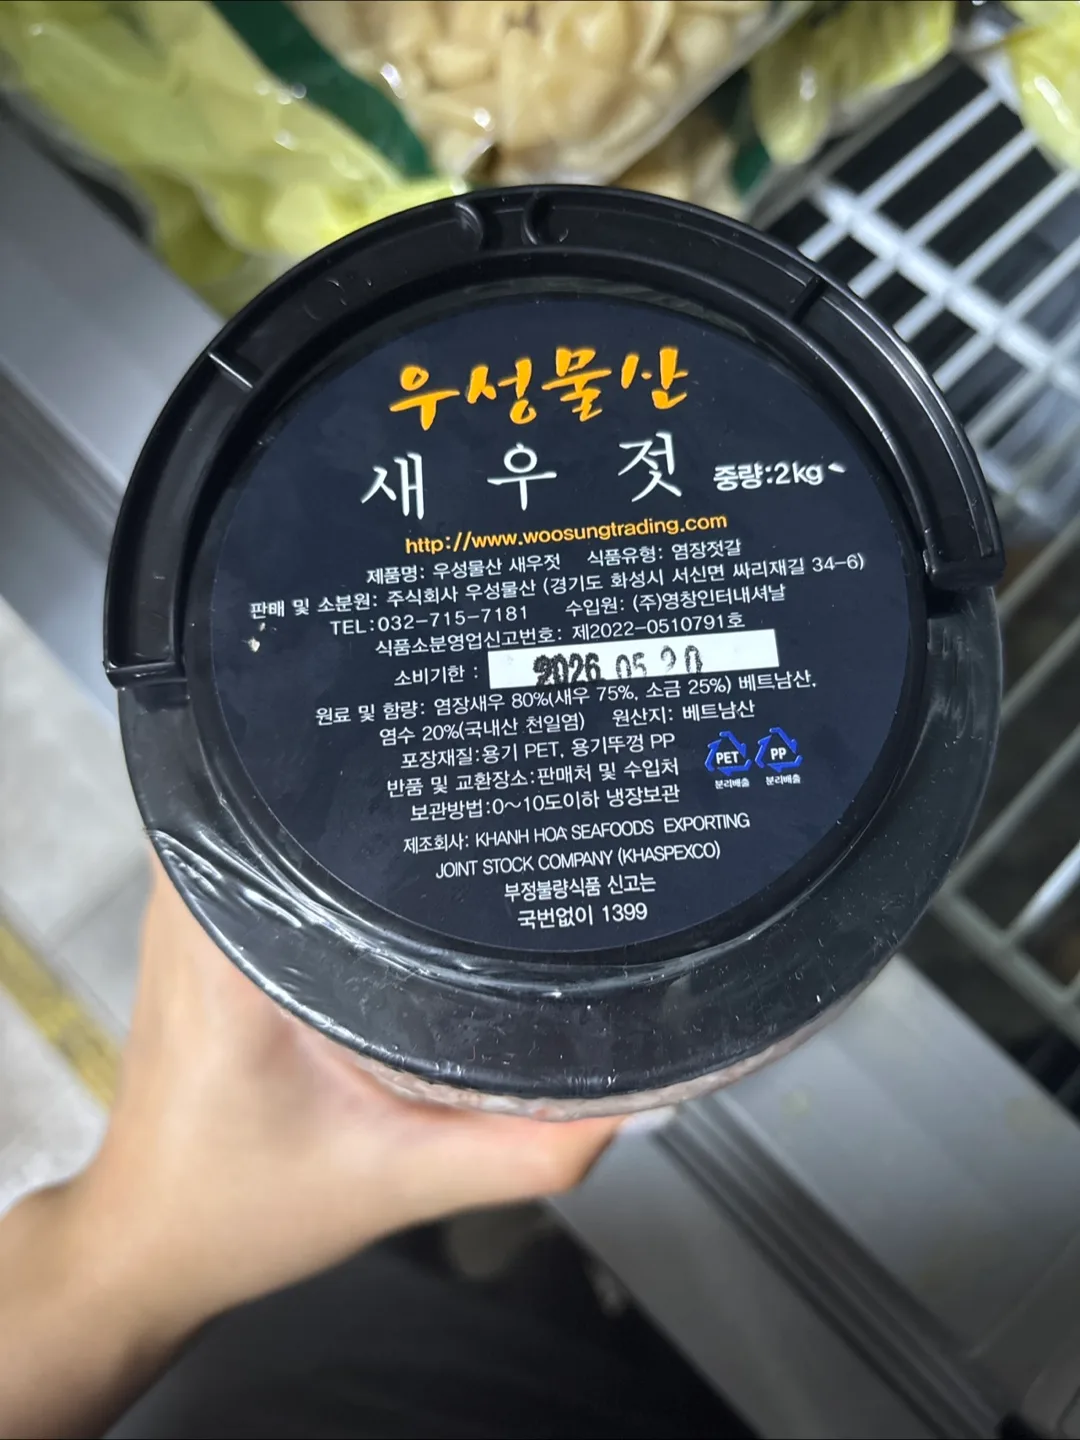 우성물산
새우젓 중량:2kg
http://www.woosungtrading.com
제품명: 우성물산 새우젓 식품유형: 염장젓갈
판매 및 소분원: 주식회사 우성물산 (경기도 화성시 서신면 싸리재길 34-6)
TEL:032-715-7181 수입원: (주)영창인터내셔날
식품소분영업신고번호: 제2022-0510791호
소비기한 : 2026.05.20
원료 및 함량: 염장새우 80%(새우 75%, 소금 25%) 베트남산,
염수 20%(국내산 천일염) 원산지: 베트남산
포장재질:용기 PET, 용기뚜껑 PP
반품 및 교환장소:판매처 및 수입처
보관방법:0~10도이하 냉장보관
PET PP
분리배출 분리배출
제조회사: KHANH HOA SEAFOODS EXPORTING
JOINT STOCK COMPANY (KHASPEXCO)
부정불량식품 신고는
국번없이 1399